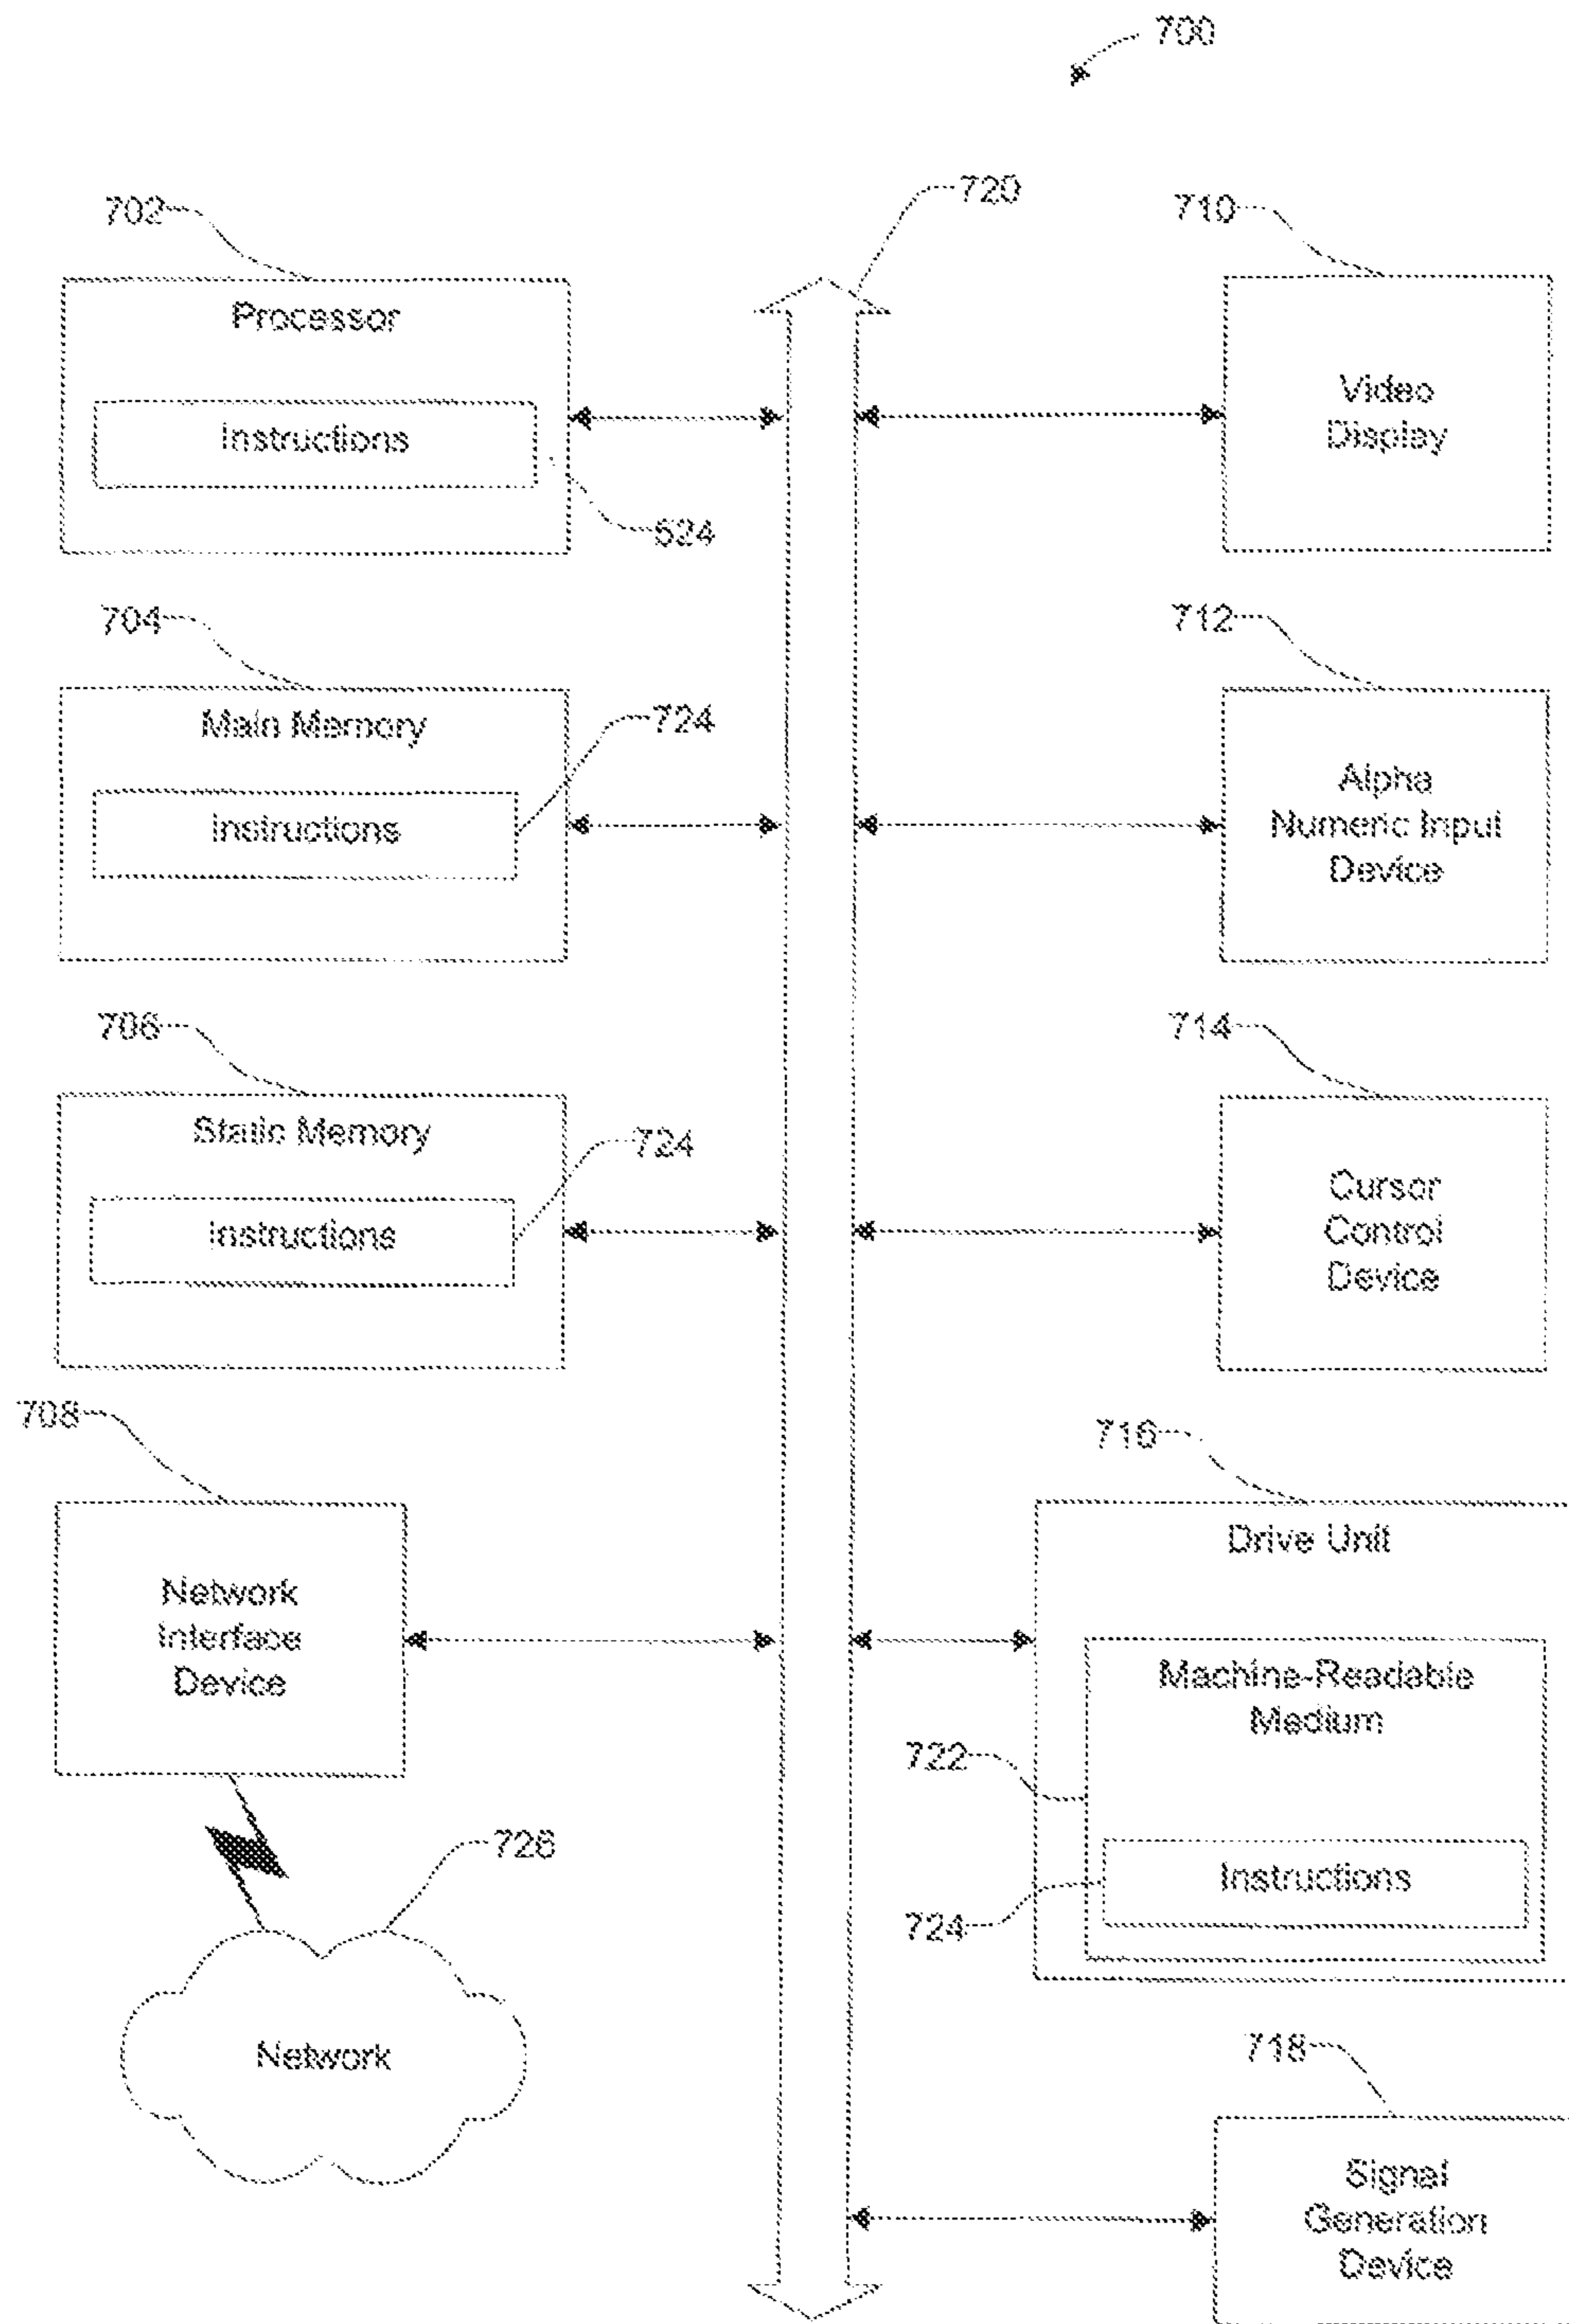 700
720
702
710
Processor
Instructions
524
Video
Display
704
712
Main Memory
724
Instructions
Alpha
Numeric Input
Device
706
714
Static Memory
724
Instructions
Cursor
Control
Device
708
716
Network
Interface
Device
Drive Unit
Machine-Readable
Medium
722
Instructions
724
726
Network
718
Signal
Generation
Device